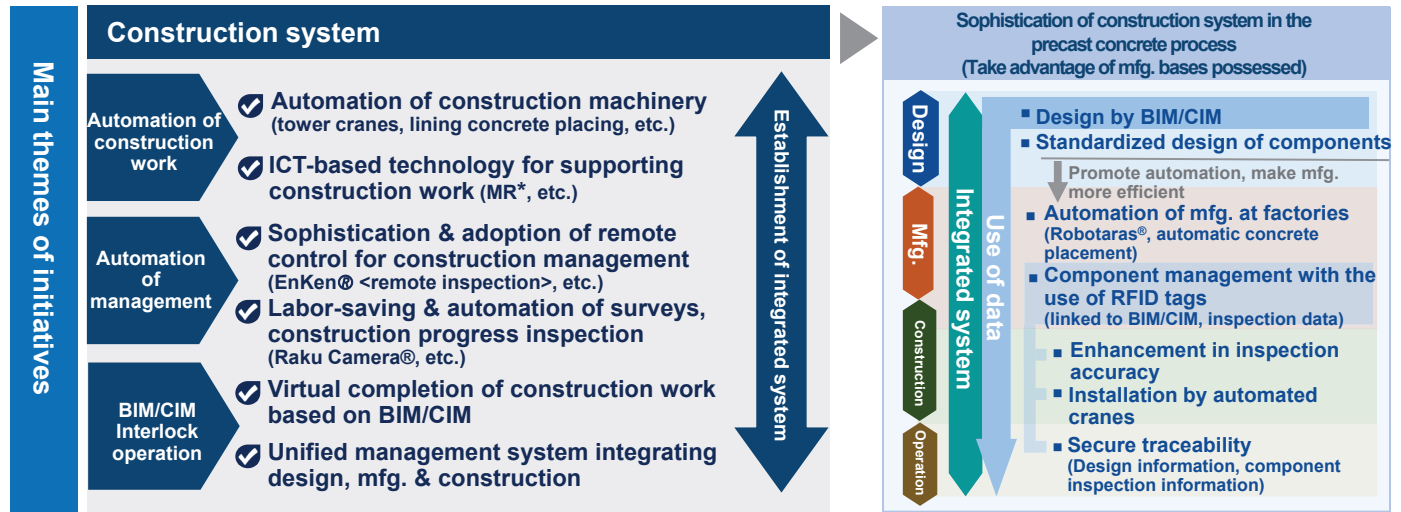 Main themes of initiatives
Construction system
Automation of
construction
work
Automation of construction machinery
(tower cranes, lining concrete placing, etc.)
ICT-based technology for supporting
construction work (MR*, etc.)
Automation
of
management
Sophistication & adoption of remote
control for construction management
(EnKen® <remote inspection>, etc.)
Labor-saving & automation of surveys,
construction progress inspection
(Raku Camera®, etc.)
BIM/CIM
Interlock
operation
Virtual completion of construction work
based on BIM/CIM
Unified management system integrating
design, mfg. & construction
Establishment of integrated system
Sophistication of construction system in the
precast concrete process
(Take advantage of mfg. bases possessed)
Design
Mfg.
Construction
Operation
Integrated system
Use of data
▪ Design by BIM/CIM
▪ Standardized design of components
Promote automation, make mfg.
more efficient
▪ Automation of mfg. at factories
(Robotaras®, automatic concrete
placement)
▪ Component management with the
use of RFID tags
(linked to BIM/CIM, inspection data)
▪ Enhancement in inspection
accuracy
▪ Installation by automated
cranes
▪ Secure traceability
(Design information, component
inspection information)